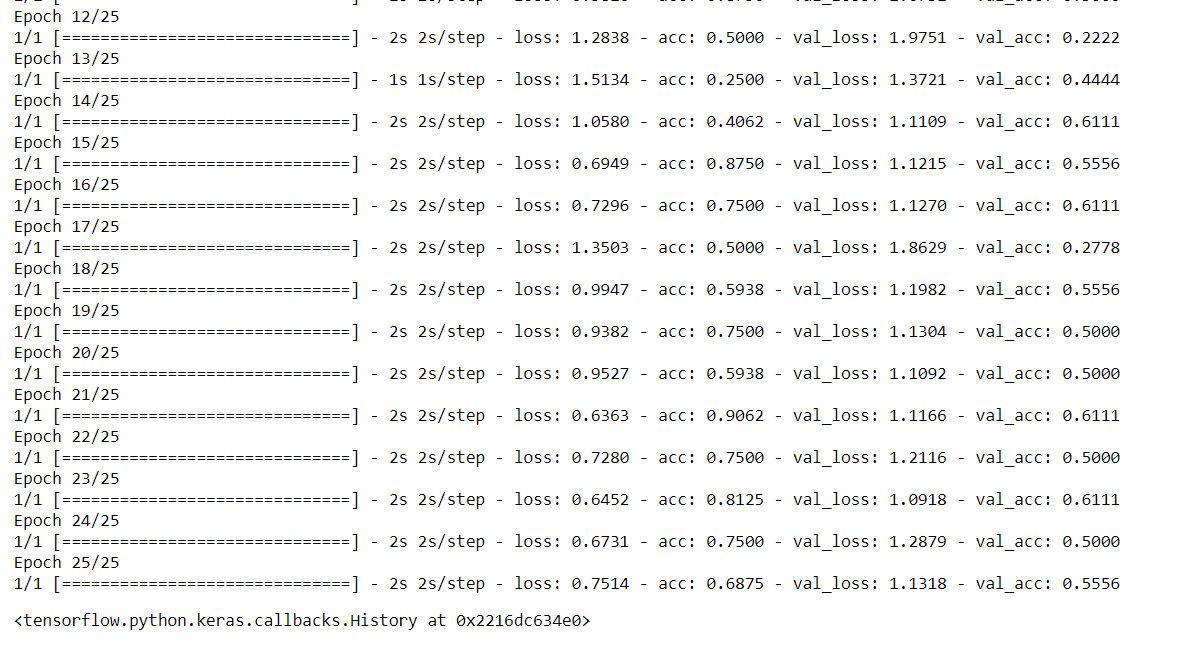 Epoch 12/25
1/1 [==============================] - 2s 2s/step - loss: 1.2838 - acc: 0.5000 - val_loss: 1.9751 - val_acc: 0.2222
Epoch 13/25
1/1 [==============================] - 1s 1s/step - loss: 1.5134 - acc: 0.2500 - val_loss: 1.3721 - val_acc: 0.4444
Epoch 14/25
1/1 [==============================] - 2s 2s/step - loss: 1.0580 - acc: 0.4062 - val_loss: 1.1109 - val_acc: 0.6111
Epoch 15/25
1/1 [==============================] - 2s 2s/step - loss: 0.6949 - acc: 0.8750 - val_loss: 1.1215 - val_acc: 0.5556
Epoch 16/25
1/1 [==============================] - 2s 2s/step - loss: 0.7296 - acc: 0.7500 - val_loss: 1.1270 - val_acc: 0.6111
Epoch 17/25
1/1 [==============================] - 2s 2s/step - loss: 1.3503 - acc: 0.5000 - val_loss: 1.8629 - val_acc: 0.2778
Epoch 18/25
1/1 [==============================] - 2s 2s/step - loss: 0.9947 - acc: 0.5938 - val_loss: 1.1982 - val_acc: 0.5556
Epoch 19/25
1/1 [==============================] - 2s 2s/step - loss: 0.9382 - acc: 0.7500 - val_loss: 1.1304 - val_acc: 0.5000
Epoch 20/25
1/1 [==============================] - 2s 2s/step - loss: 0.9527 - acc: 0.5938 - val_loss: 1.1092 - val_acc: 0.5000
Epoch 21/25
1/1 [==============================] - 2s 2s/step - loss: 0.6363 - acc: 0.9062 - val_loss: 1.1166 - val_acc: 0.6111
Epoch 22/25
1/1 [==============================] - 2s 2s/step - loss: 0.7280 - acc: 0.7500 - val_loss: 1.2116 - val_acc: 0.5000
Epoch 23/25
1/1 [==============================] - 2s 2s/step - loss: 0.6452 - acc: 0.8125 - val_loss: 1.0918 - val_acc: 0.6111
Epoch 24/25
1/1 [==============================] - 2s 2s/step - loss: 0.6731 - acc: 0.7500 - val_loss: 1.2879 - val_acc: 0.5000
Epoch 25/25
1/1 [==============================] - 2s 2s/step - loss: 0.7514 - acc: 0.6875 - val_loss: 1.1318 - val_acc: 0.5556
<tensorflow.python.keras.callbacks.History at 0x2216dc634e0>